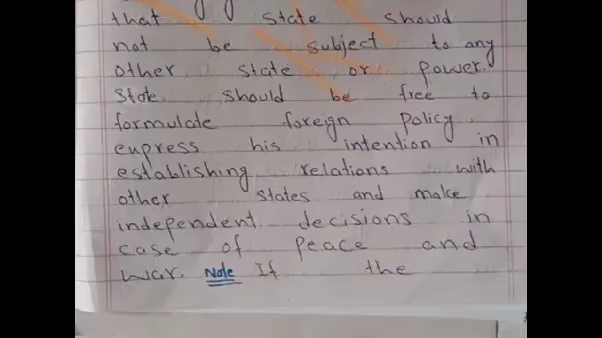 that state should
not be subject to any
other state or power.
State should be free to
formulate foreign policy,
express his intention in
establishing relations with
other states and make
independent decisions in
case of peace and
war. Note If the